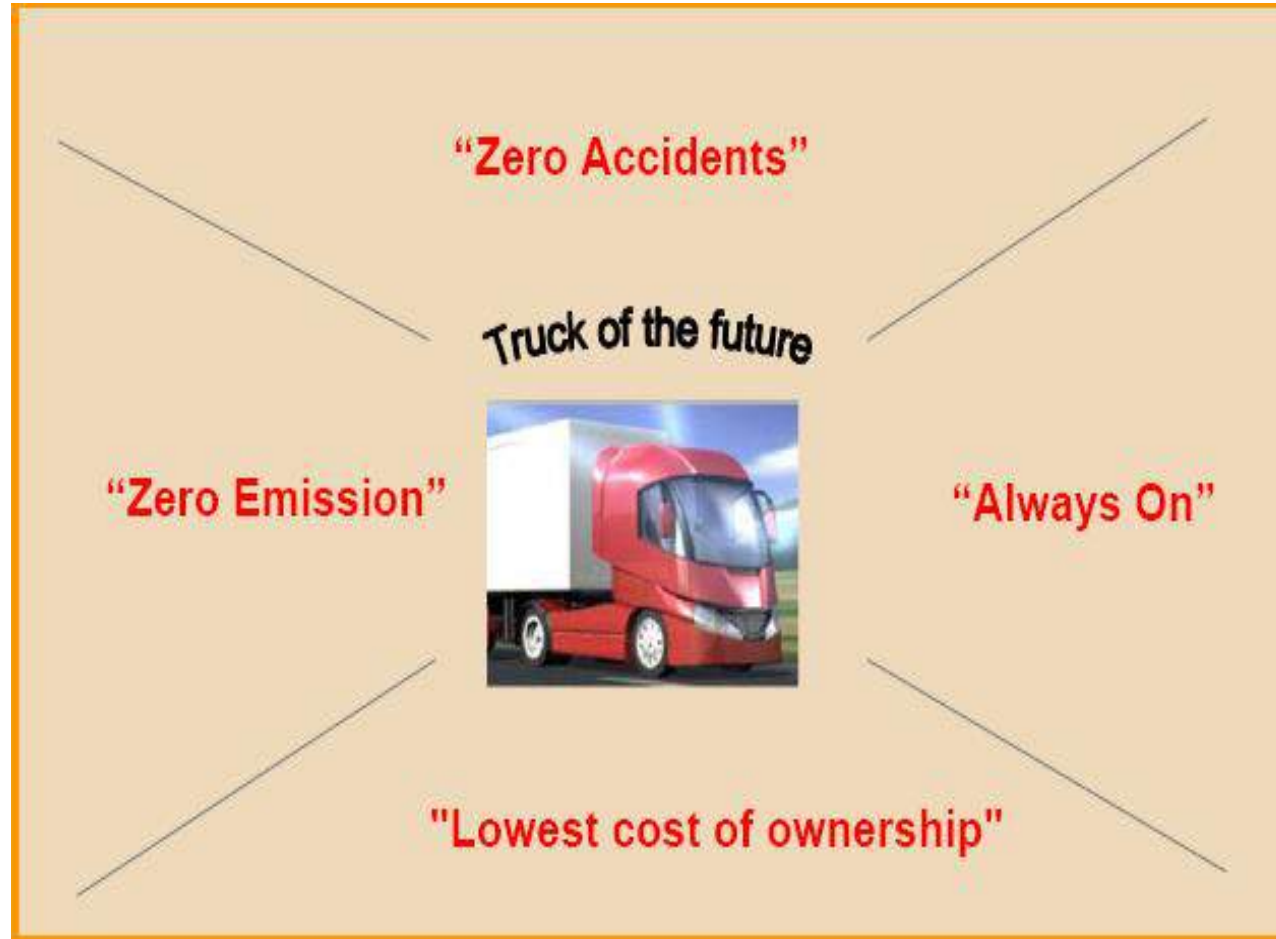 “Zero Accidents”
Truck of the future
“Zero Emission”
“Always On”
"Lowest cost of ownership"